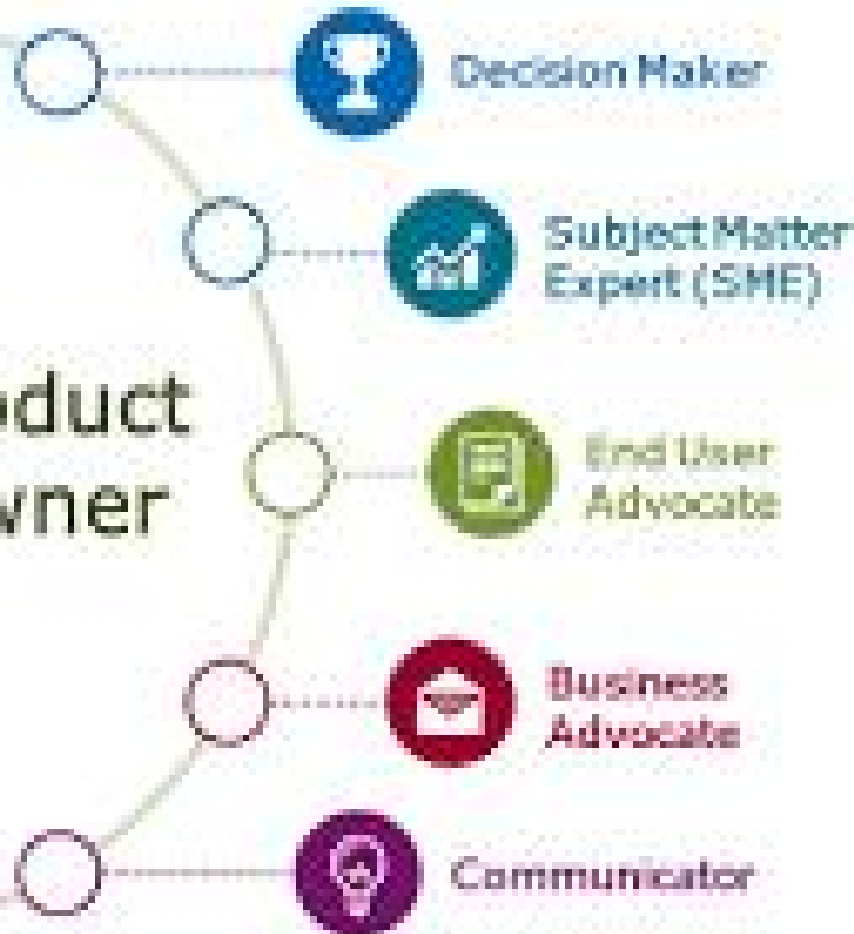 Decision Maker
Subject Matter
Expert (SME)
oduct
wner
End User
Advocate
Business
Advocate
Communicator